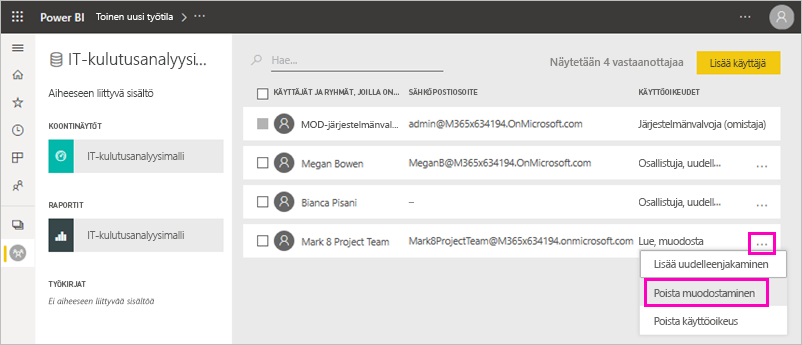 Power BI Toinen uusi työtila > ...
IT-kulutusanalyysi...
Aiheeseen liittyvä sisältö
KOONTINÄYTÖT
IT-kulutusanalyysimalli
RAPORTIT
IT-kulutusanalyysimalli
TYÖKIRJAT
Ei aiheeseen liittyvää sisältöä
Hae...
Näytetään 4 vastaanottajaa
Lisää käyttäjä
KÄYTTÄJÄT JA RYHMÄT, JOILLA ON... SÄHKÖPOSTIOSOITE KÄYTTÖOIKEUDET
MOD-järjestelmänval... admin@M365x634194.OnMicrosoft.com Järjestelmänvalvoja (omistaja)
Megan Bowen MeganB@M365x634194.OnMicrosoft.com Osallistuja, uudell... ...
Bianca Pisani – Osallistuja, uudell... ...
Mark 8 Project Team Mark8ProjectTeam@M365x634194.onmicrosoft.com Lue, muodosta ...
Lisää uudelleenjakaminen
Poista muodostaminen
Poista käyttöoikeus